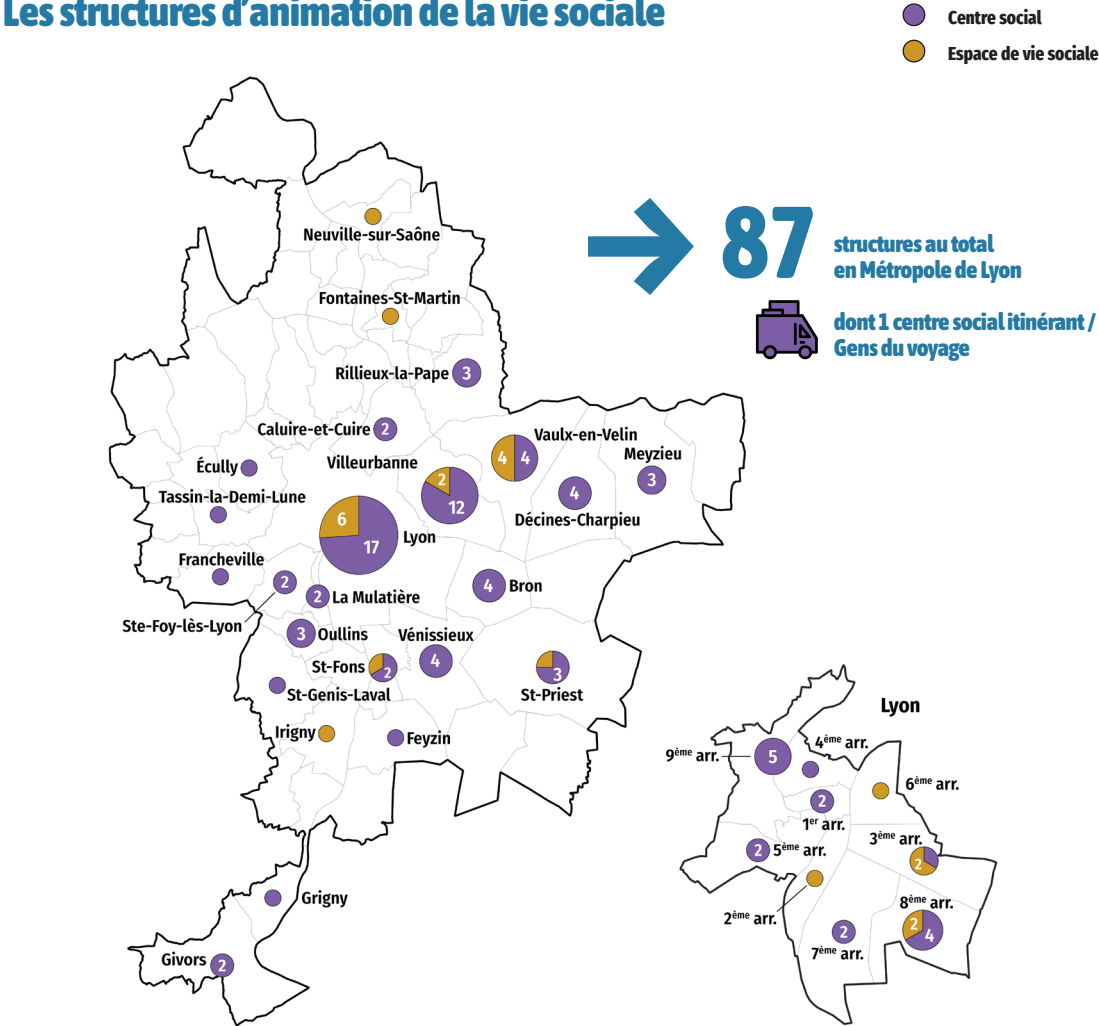 Les structures d'animation de la vie sociale
Centre social
Espace de vie sociale
87
structures au total
en Métropole de Lyon
dont 1 centre social itinérant /
Gens du voyage
Neuville-sur-Saône
Fontaines-St-Martin
Rillieux-la-Pape 3
Caluire-et-Cuire 2
Vaulx-en-Velin
4 4
Villeurbanne
2
12
Meyzieu
3
Écully
Tassin-la-Demi-Lune
4
Décines-Charpieu
6
17
Lyon
Francheville
2
4 Bron
2 La Mulatière
Ste-Foy-lès-Lyon
3 Oullins
Vénissieux
4
St-Fons 2
3
St-Priest
St-Genis-Laval
Irigny
Feyzin
Grigny
Givors 2
Lyon
4ème arr.
9ème arr. 5
6ème arr.
2
1er arr.
3ème arr.
2
2 5ème arr.
2ème arr.
8ème arr.
2
4
2
7ème arr.